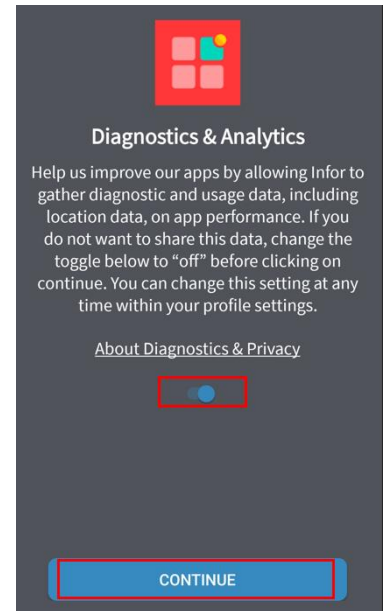 Diagnostics & Analytics
Help us improve our apps by allowing Infor to
gather diagnostic and usage data, including
location data, on app performance. If you
do not want to share this data, change the
toggle below to “off” before clicking on
continue. You can change this setting at any
time within your profile settings.
About Diagnostics & Privacy
CONTINUE